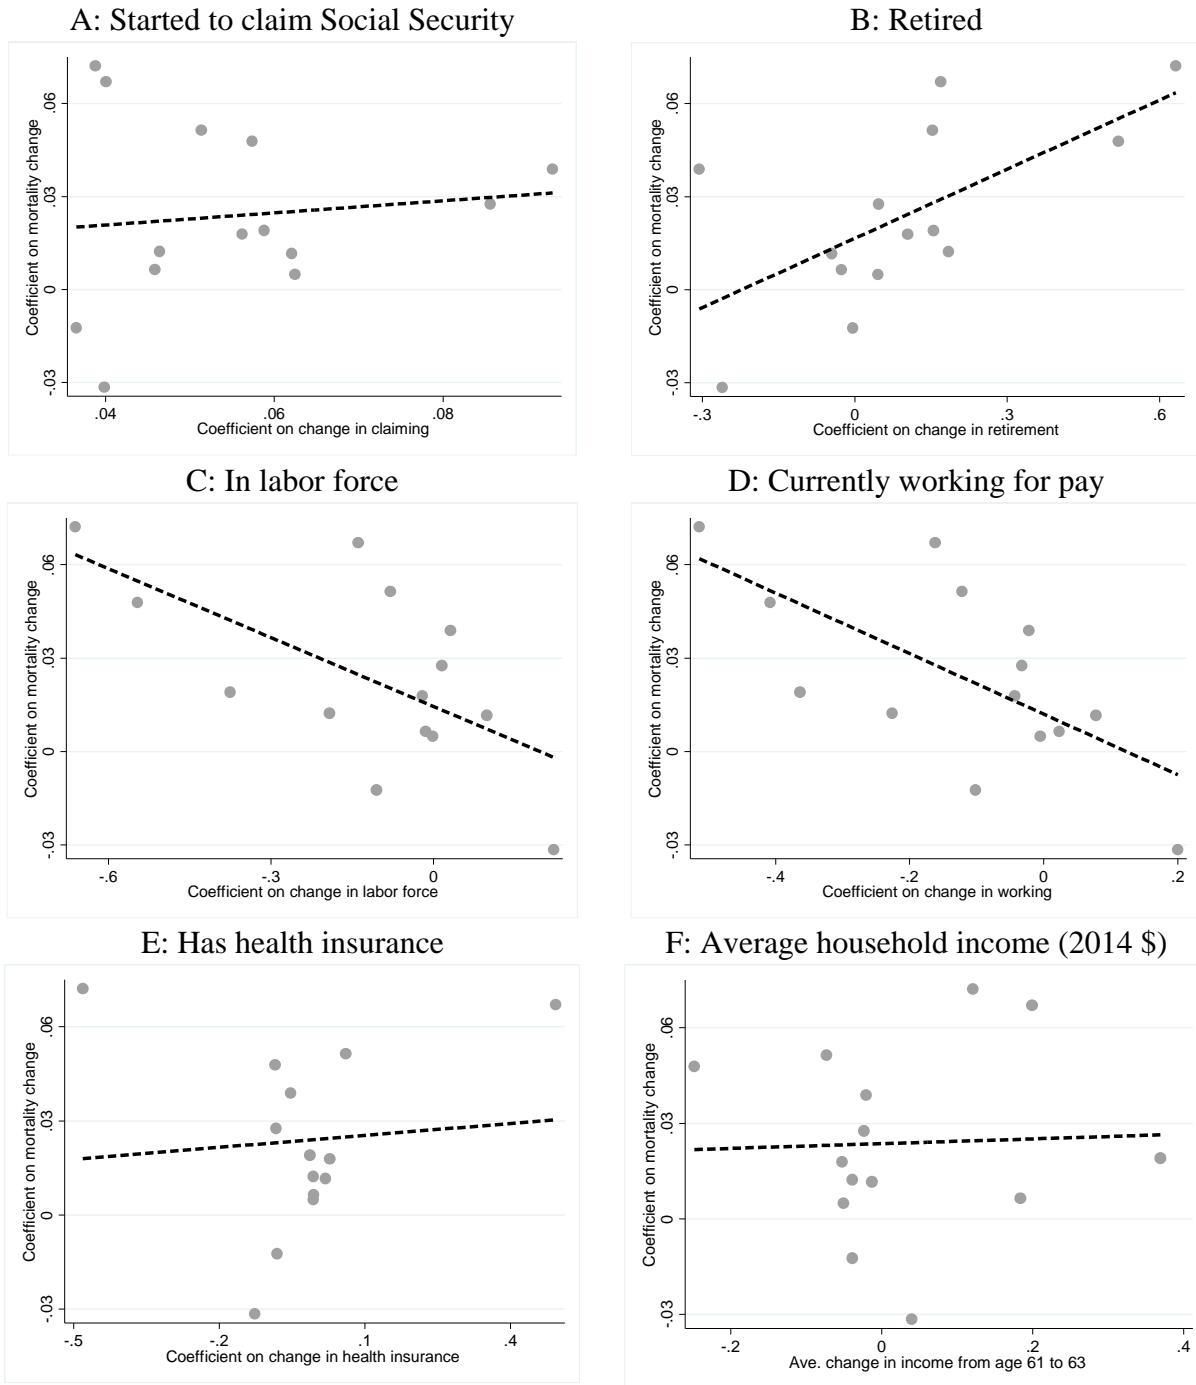 A: Started to claim Social Security
Coefficient on mortality change
.06
.03
0
-.03
.04
.06
.08
Coefficient on change in claiming
B: Retired
Coefficient on mortality change
.06
.03
0
-.03
-.3
0
.3
.6
Coefficient on change in retirement
C: In labor force
Coefficient on mortality change
.06
.03
0
-.03
-.6
-.3
0
Coefficient on change in labor force
D: Currently working for pay
Coefficient on mortality change
.06
.03
0
-.03
-.4
-.2
0
.2
Coefficient on change in working
E: Has health insurance
Coefficient on mortality change
.06
.03
0
-.03
-.5
-.2
.1
.4
Coefficient on change in health insurance
F: Average household income (2014 $)
Coefficient on mortality change
.06
.03
0
-.03
-.2
0
.2
.4
Ave. change in income from age 61 to 63